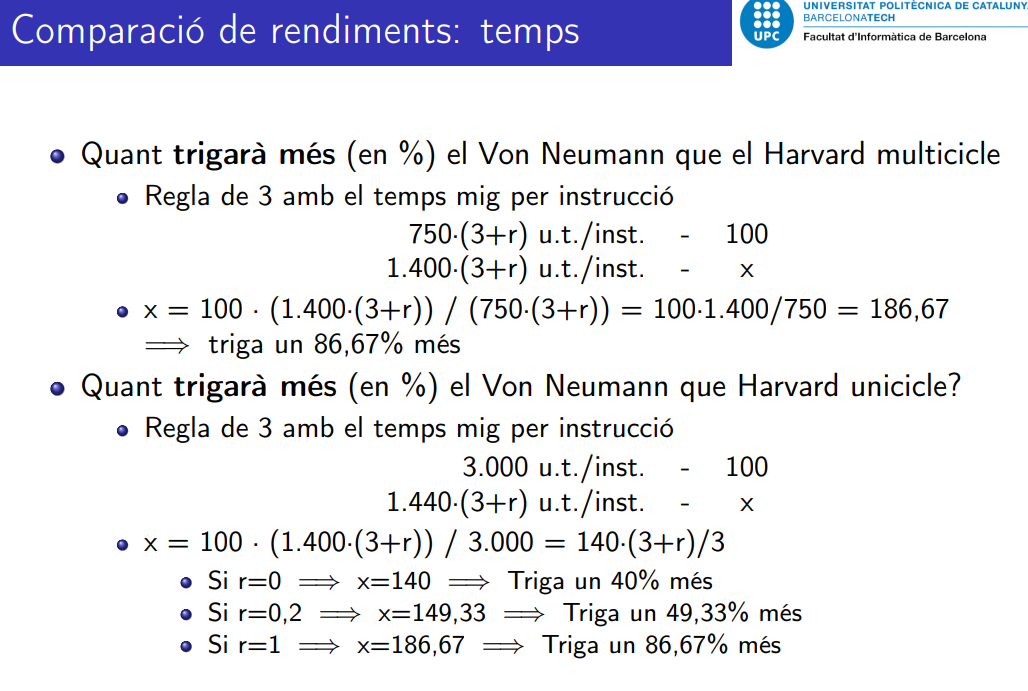 Comparació de rendiments: temps
UNIVERSITAT POLITÈCNICA DE CATALUNY
BARCELONATECH
Facultat d'Informàtica de Barcelona
UPC
Quant trigarà més (en %) el Von Neumann que el Harvard multicicle
Regla de 3 amb el temps mig per instrucció
750·(3+r) u.t./inst. - 100
1.400·(3+r) u.t./inst. - x
x = 100 · (1.400·(3+r)) / (750·(3+r)) = 100·1.400/750 = 186,67
⟹ triga un 86,67% més
Quant trigarà més (en %) el Von Neumann que Harvard unicicle?
Regla de 3 amb el temps mig per instrucció
3.000 u.t./inst. - 100
1.440·(3+r) u.t./inst. - x
x = 100 · (1.400·(3+r)) / 3.000 = 140·(3+r)/3
Si r=0 ⟹ x=140 ⟹ Triga un 40% més
Si r=0,2 ⟹ x=149,33 ⟹ Triga un 49,33% més
Si r=1 ⟹ x=186,67 ⟹ Triga un 86,67% més